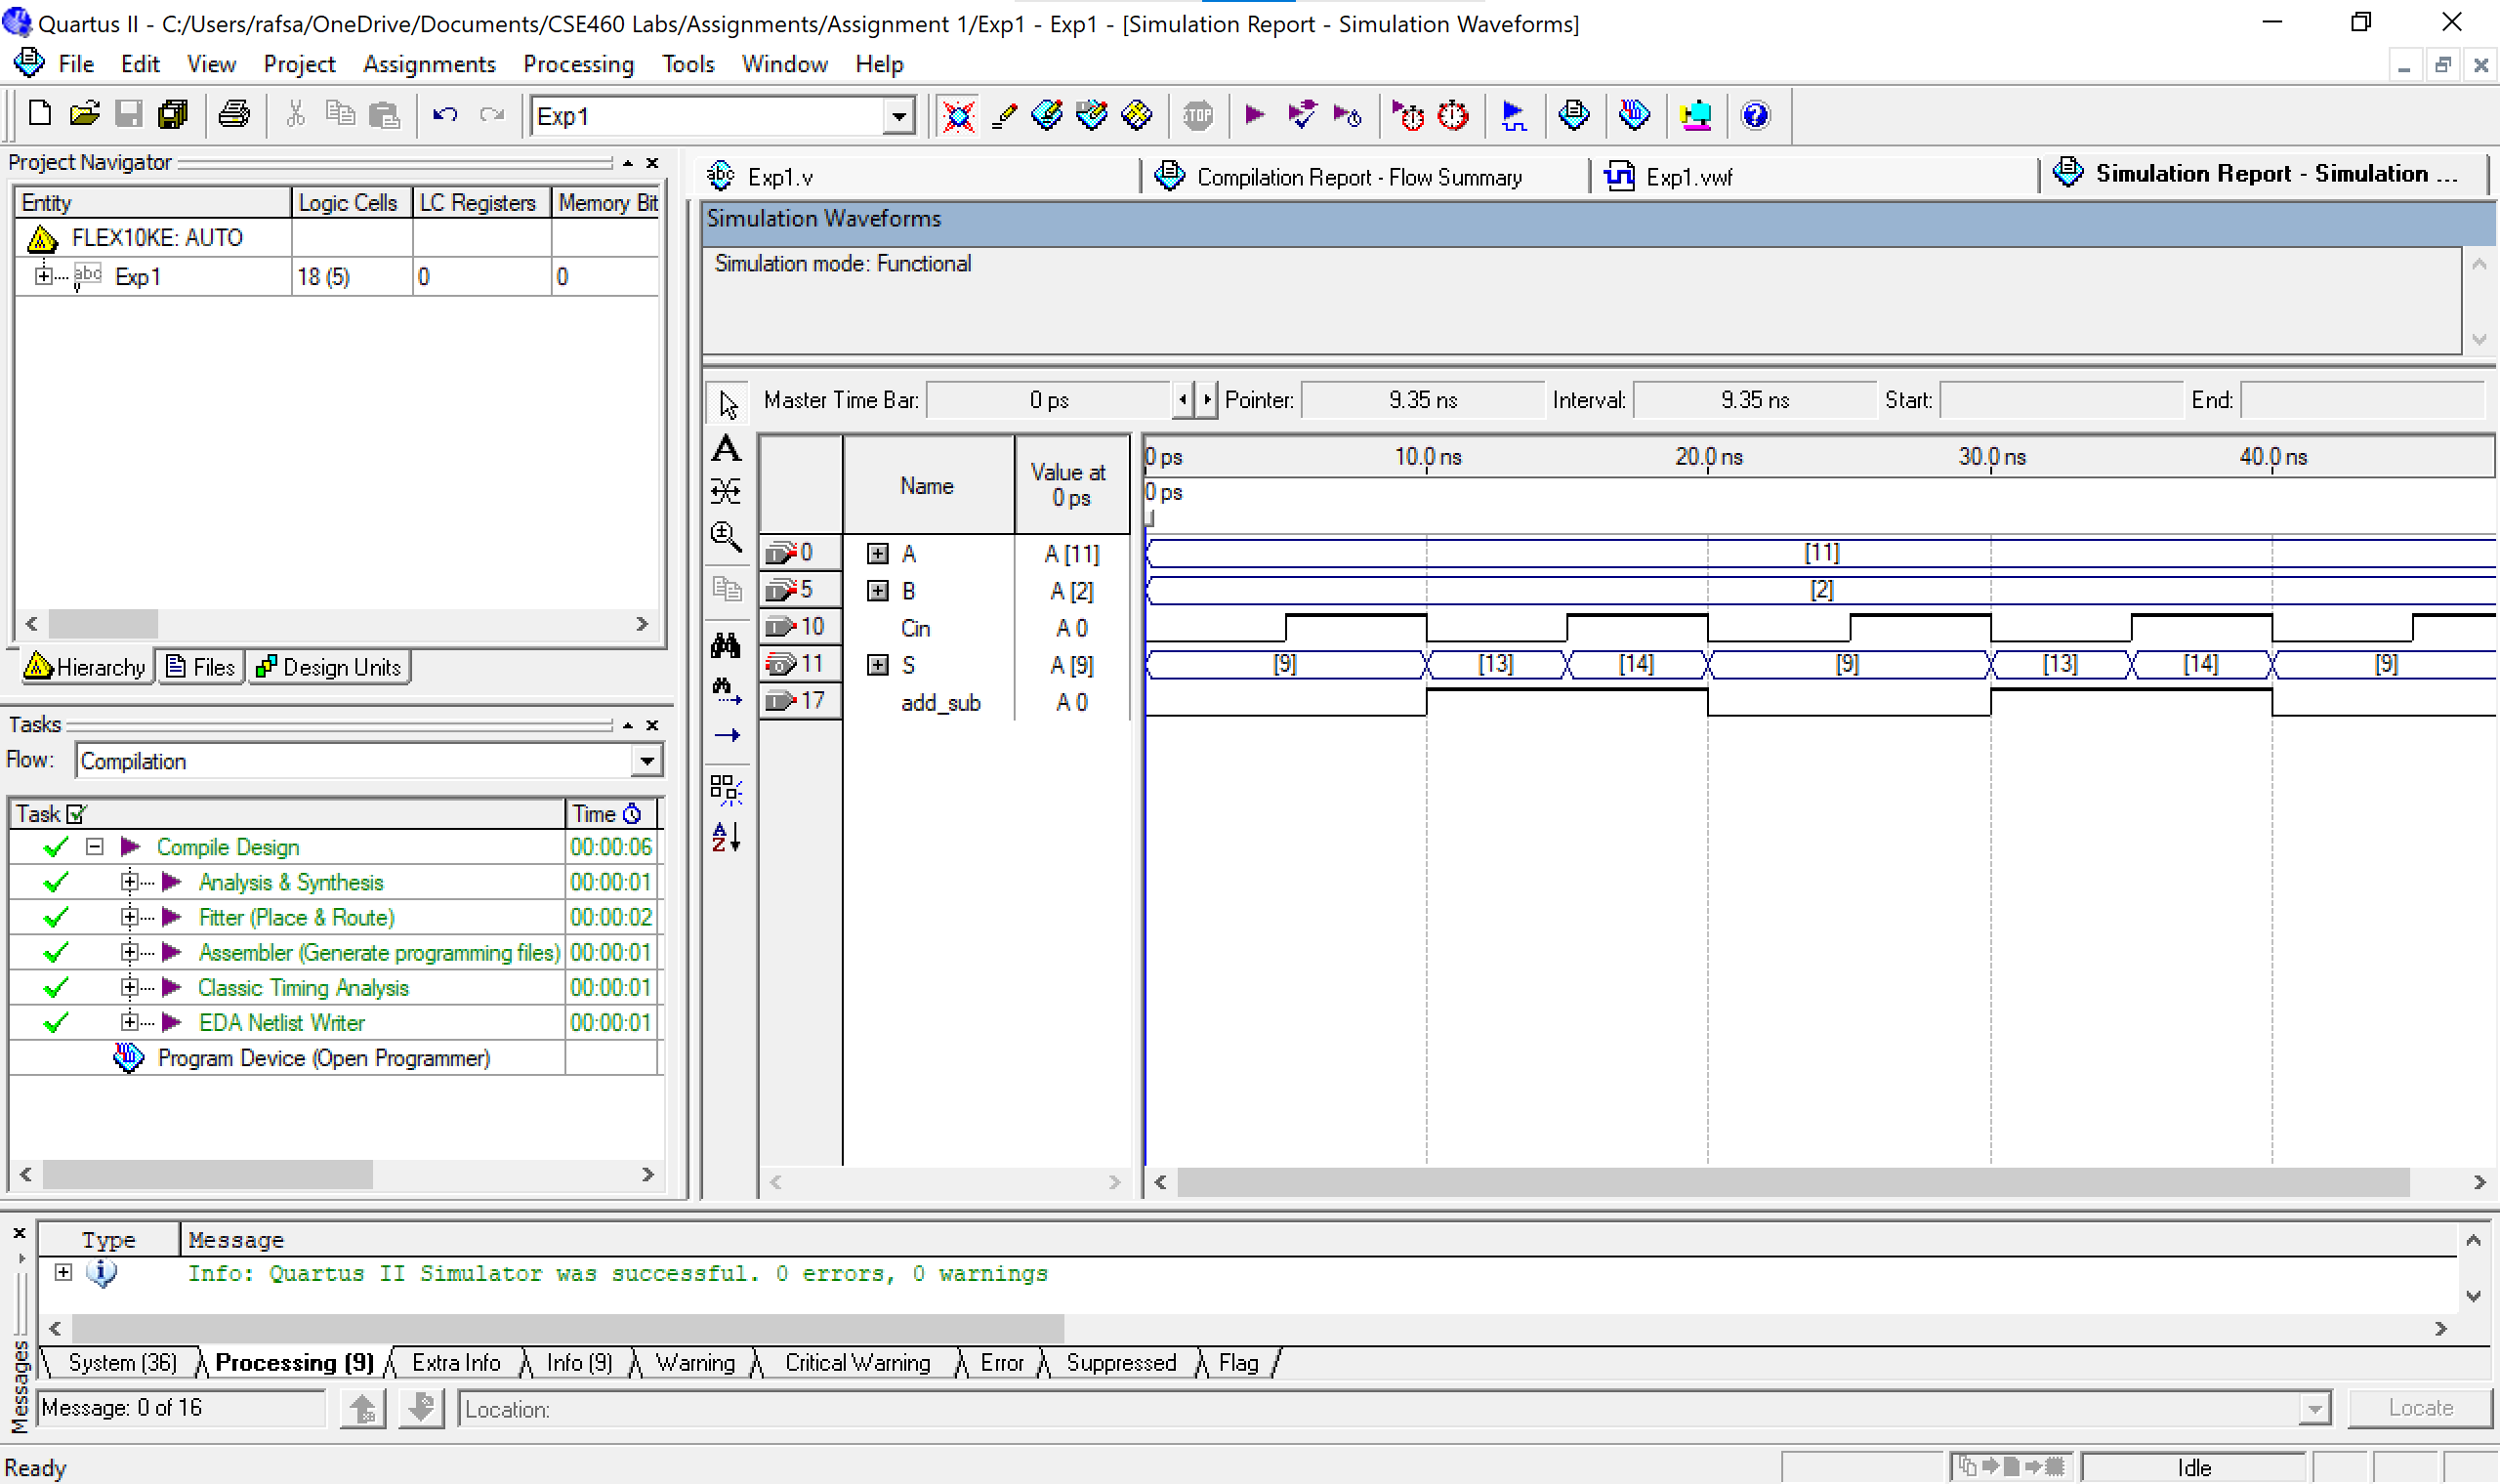 Quartus II - C:/Users/rafsa/OneDrive/Documents/CSE460 Labs/Assignments/Assignment 1/Exp1 - Exp1 - [Simulation Report - Simulation Waveforms]
File Edit View Project Assignments Processing Tools Window Help
Exp1
STOP
Project Navigator
Entity Logic Cells LC Registers Memory Bit
FLEX10KE: AUTO
abc Exp1 18 (5) 0 0
Hierarchy Files Design Units
Tasks
Flow: Compilation
Task Time
Compile Design 00:00:06
Analysis & Synthesis 00:00:01
Fitter (Place & Route) 00:00:02
Assembler (Generate programming files) 00:00:01
Classic Timing Analysis 00:00:01
EDA Netlist Writer 00:00:01
Program Device (Open Programmer)
abc Exp1.v Compilation Report - Flow Summary Exp1.vwf Simulation Report - Simulation ...
Simulation Waveforms
Simulation mode: Functional
Master Time Bar: 0 ps Pointer: 9.35 ns Interval: 9.35 ns Start: End:
Name Value at 0 ps
0 ps 10.0 ns 20.0 ns 30.0 ns 40.0 ns
0 ps
0 A A [11] [11]
5 B A [2] [2]
10 Cin A 0
11 S A [9] [9] [13] [14] [9] [13] [14] [9]
17 add_sub A 0
Type Message
Info: Quartus II Simulator was successful. 0 errors, 0 warnings
System (36) Processing (9) Extra Info Info (9) Warning Critical Warning Error Suppressed Flag
Messages
Message: 0 of 16 Location: Locate
Ready Idle